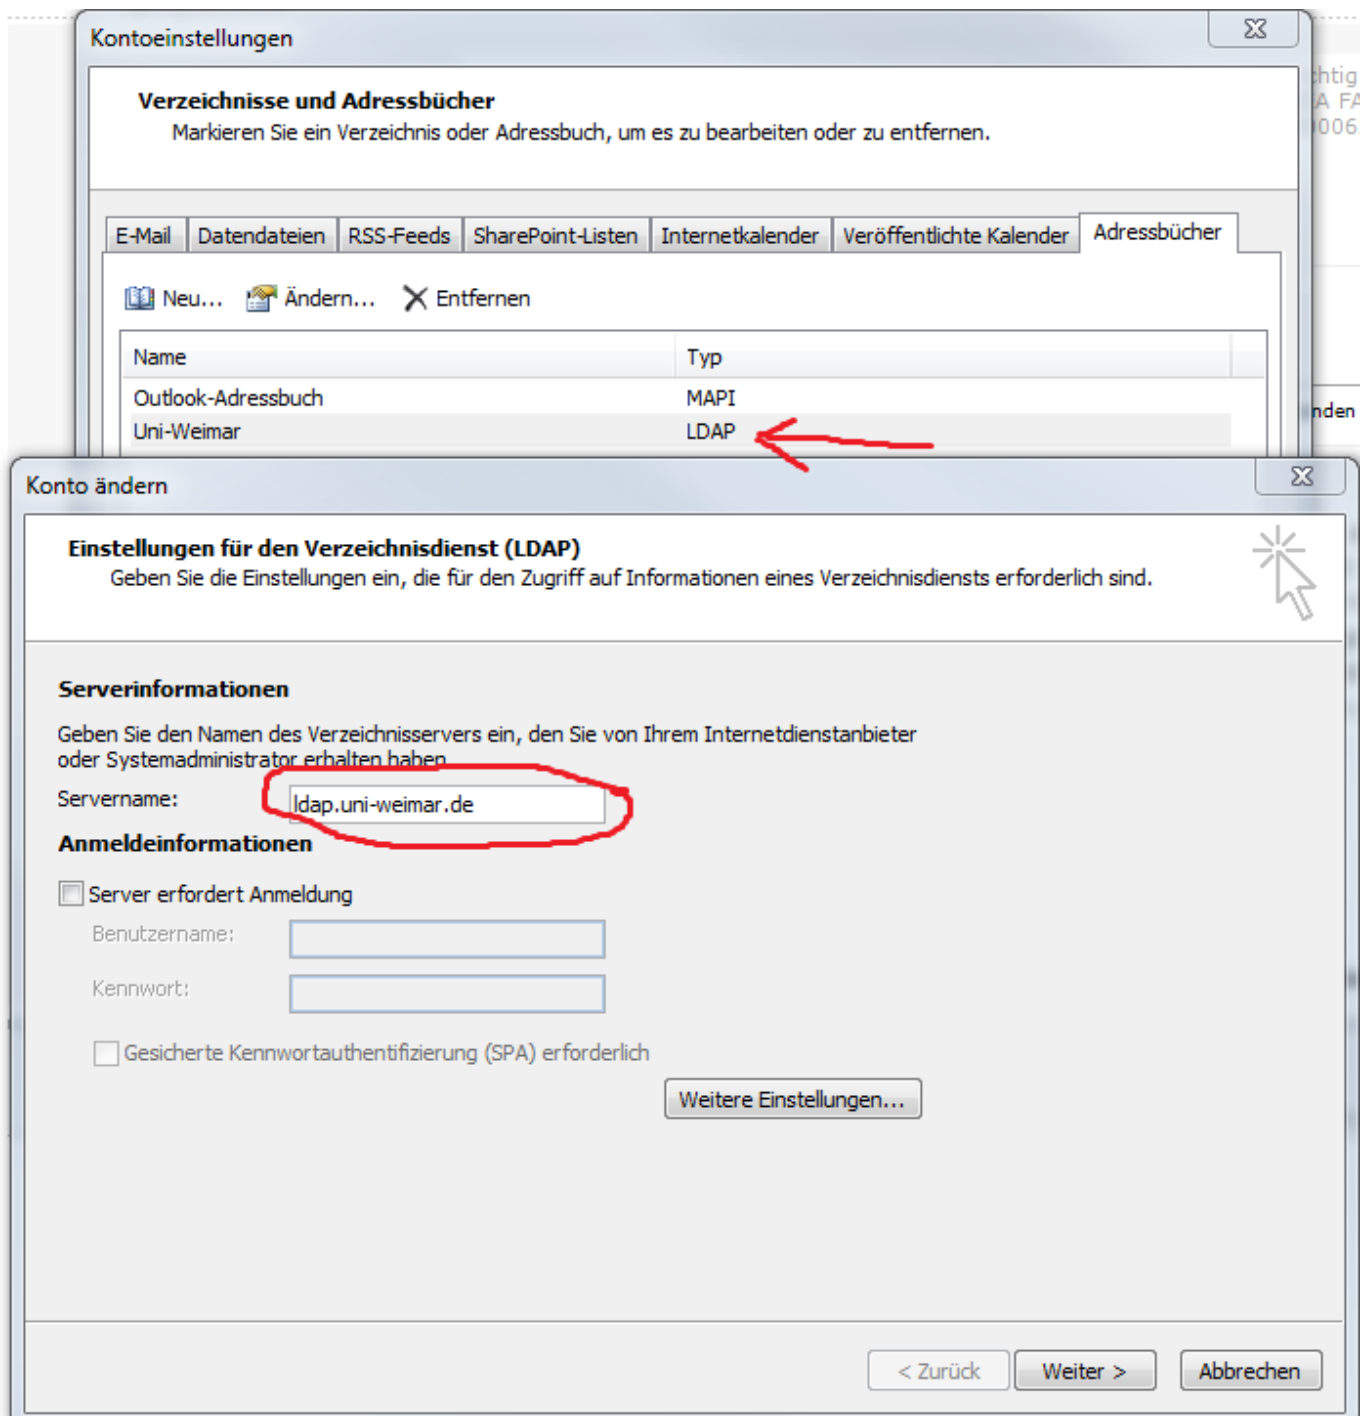 Kontoeinstellungen
Verzeichnisse und Adressbücher
Markieren Sie ein Verzeichnis oder Adressbuch, um es zu bearbeiten oder zu entfernen.
E-Mail Datendateien RSS-Feeds SharePoint-Listen Internetkalender Veröffentlichte Kalender Adressbücher
Neu... Ändern... Entfernen
Name Typ
Outlook-Adressbuch MAPI
Uni-Weimar LDAP
Konto ändern
Einstellungen für den Verzeichnisdienst (LDAP)
Geben Sie die Einstellungen ein, die für den Zugriff auf Informationen eines Verzeichnisdiensts erforderlich sind.
Serverinformationen
Geben Sie den Namen des Verzeichnisservers ein, den Sie von Ihrem Internetdienstanbieter
oder Systemadministrator erhalten haben
Servername: ldap.uni-weimar.de
Anmeldeinformationen
Server erfordert Anmeldung
Benutzername:
Kennwort:
Gesicherte Kennwortauthentifizierung (SPA) erforderlich
Weitere Einstellungen...
< Zurück Weiter > Abbrechen